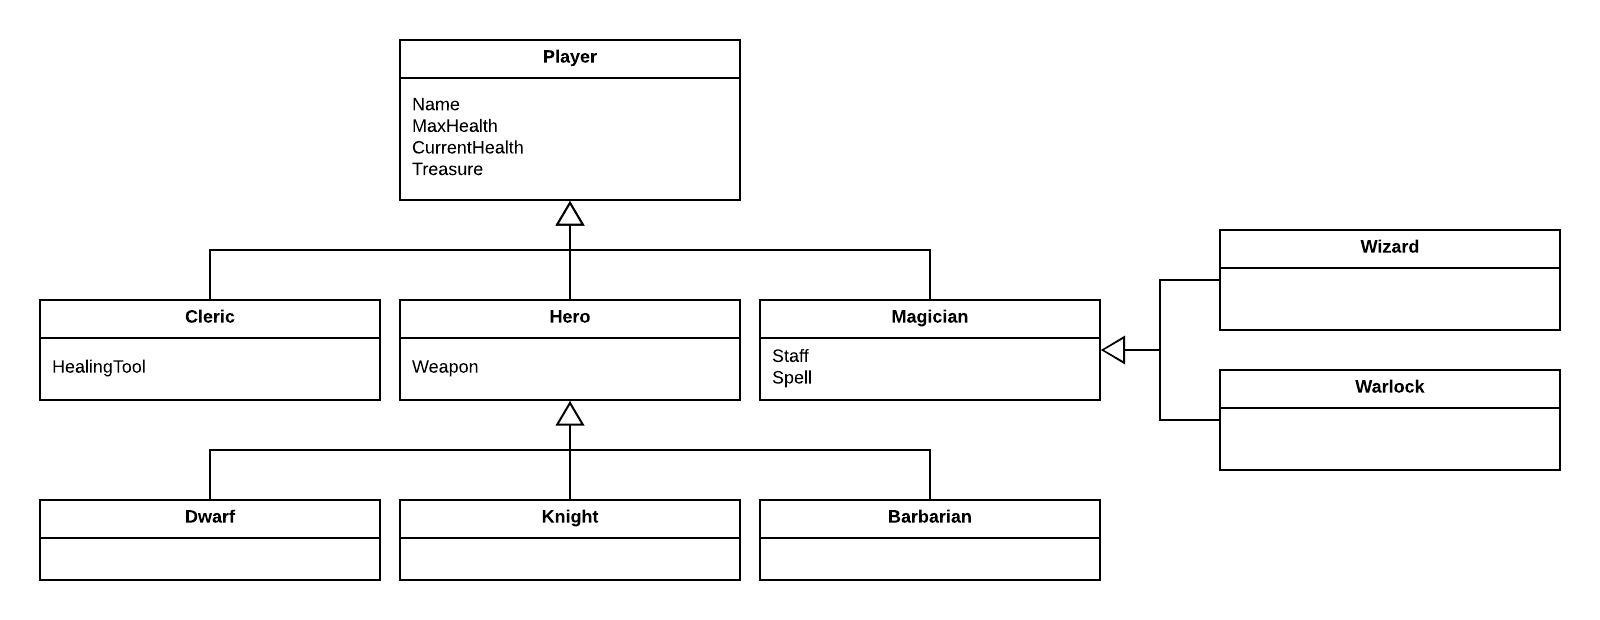 Player
Name
MaxHealth
CurrentHealth
Treasure
Cleric
HealingTool
Hero
Weapon
Magician
Staff
Spell
Wizard
Warlock
Dwarf
Knight
Barbarian